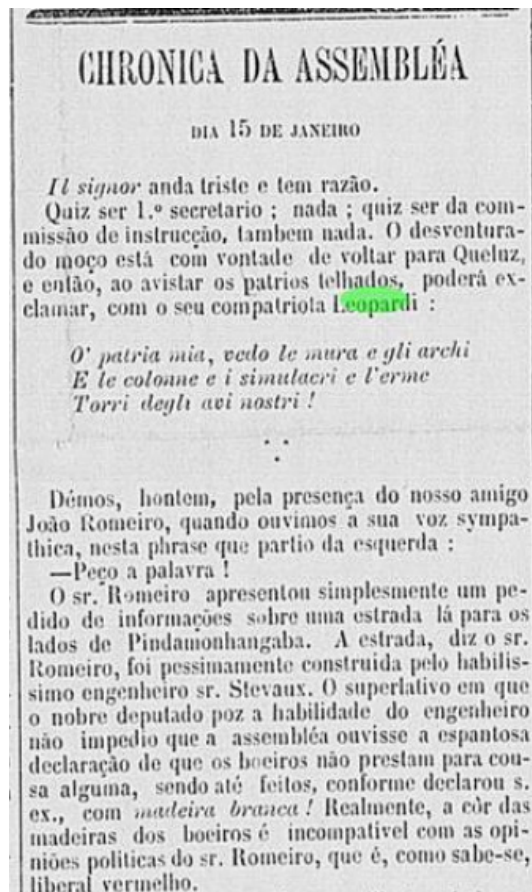 CHRONICA DA ASSEMBLÉA
DIA 15 DE JANEIRO
Il signor anda triste e tem razão.
Quiz ser 1.º secretario ; nada ; quiz ser da com-
missão de instrucção, tambem nada. O desventura-
do moço está com vontade de voltar para Queluz,
e então, ao avistar os patrios telhados, poderá ex-
clamar, com o seu compatriota Leopardi :
O' patria mia, vedo le mura e gli archi
E le colonne e i simulacri e l'erme
Torri degli avi nostri !
Démos, hontem, pela presença do nosso amigo
João Romeiro, quando ouvimos a sua voz sympa-
thica, nesta phrase que partio da esquerda :
—Peço a palavra !
O sr. Romeiro apresentou simplesmente um pe-
dido de informações sobre uma estrada lá para os
lados de Pindamonhangaba. A estrada, diz o sr.
Romeiro, foi pessimamente construida pelo habilis-
simo engenheiro sr. Stevaux. O superlativo em que
o nobre deputado poz a habilidade do engenheiro
não impedio que a assembléa ouvisse a espantosa
declaração de que os boeiros não prestam para cou-
sa alguma, sendo até feitos, conforme declarou s.
ex., com madeira branca ! Realmente, a côr das
madeiras dos boeiros é incompativel com as opi-
niões politicas do sr. Romeiro, que é, como sabe-se,
liberal vermelho.